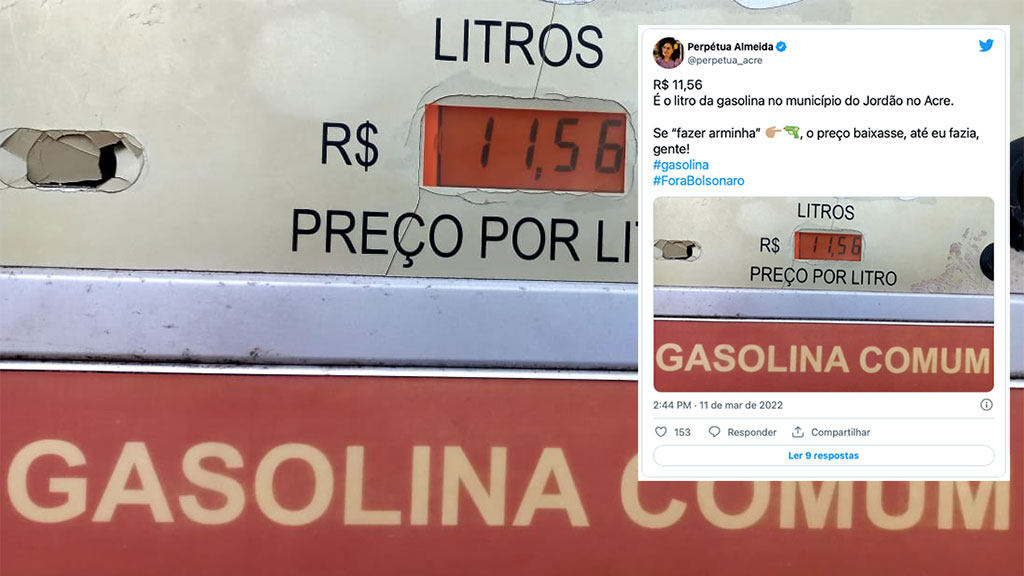 LITROS
R$ 11,56
PREÇO POR LI
GASOLINA COMUM
Perpétua Almeida
@perpetua_acre
R$ 11,56
É o litro da gasolina no município do Jordão no Acre.
Se “fazer arminha” 👉🏼🔫, o preço baixasse, até eu fazia,
gente!
#gasolina
#ForaBolsonaro
LITROS
R$ 11,56
PREÇO POR LITRO
GASOLINA COMUM
2:44 PM · 11 de mar de 2022
153 Responder Compartilhar
Ler 9 respostas